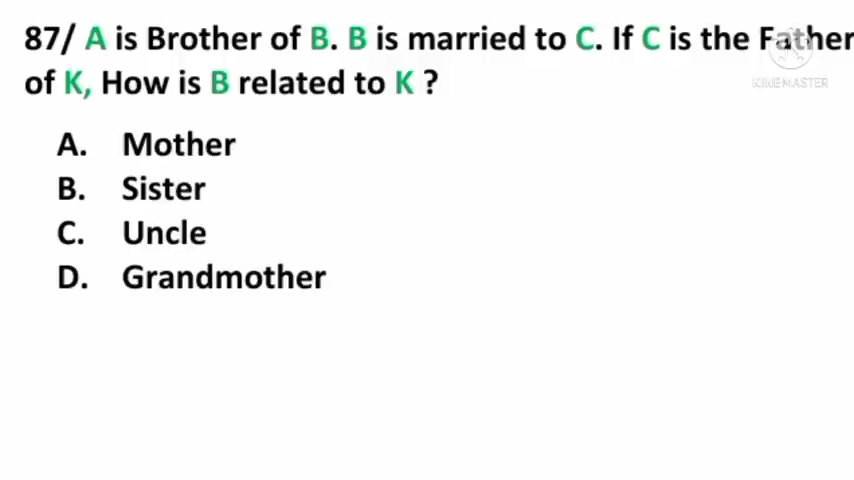 87/ A is Brother of B. B is married to C. If C is the Father
of K, How is B related to K ?
KINEMASTER
A. Mother
B. Sister
C. Uncle
D. Grandmother